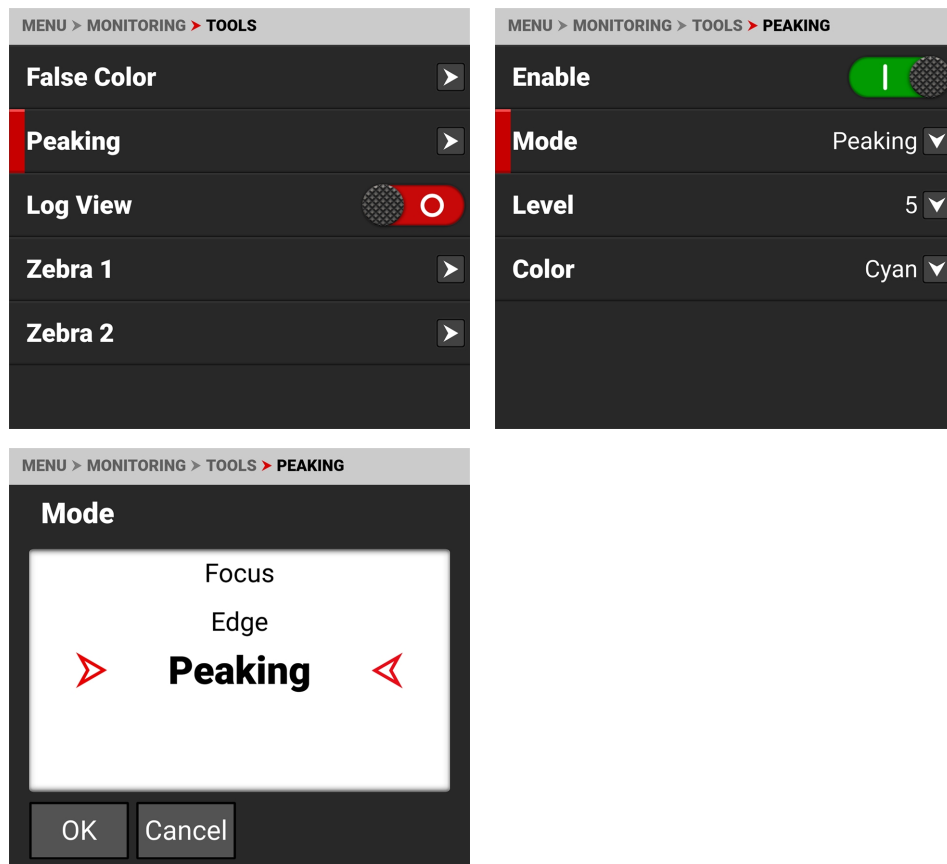 MENU > MONITORING > TOOLS
False Color
Peaking
Log View
Zebra 1
Zebra 2
MENU > MONITORING > TOOLS > PEAKING
Enable
Mode Peaking
Level 5
Color Cyan
MENU > MONITORING > TOOLS > PEAKING
Mode
Focus
Edge
Peaking
OK Cancel